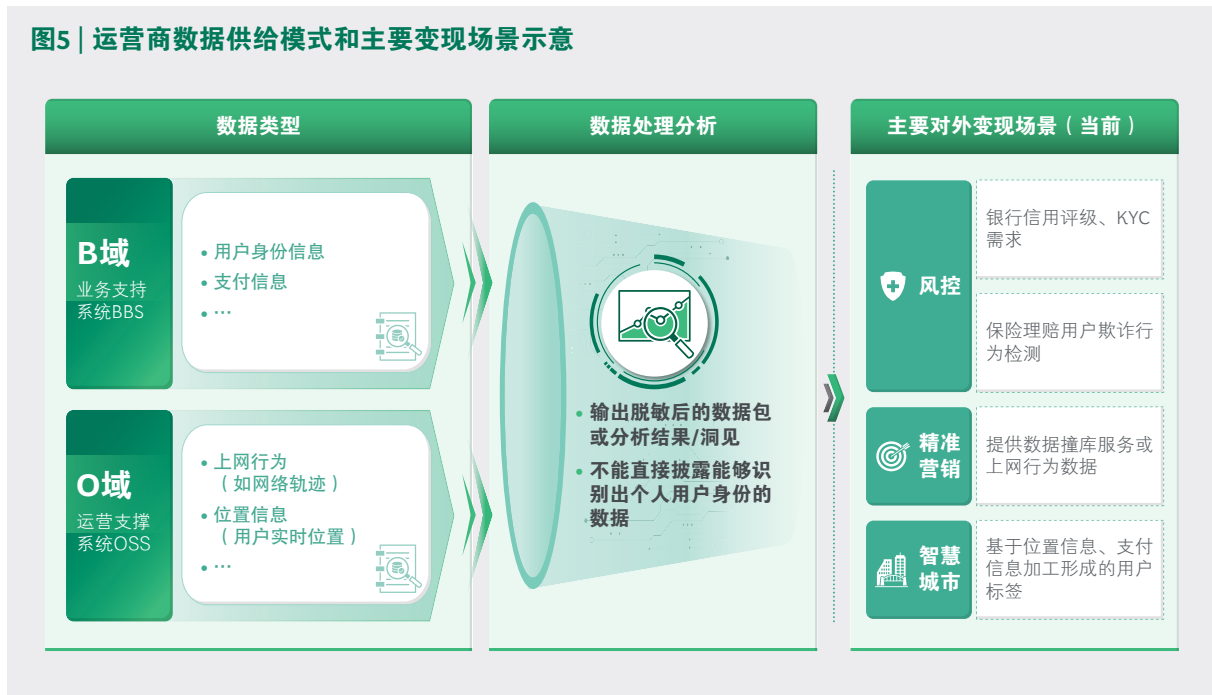 图5 | 运营商数据供给模式和主要变现场景示意
数据类型
B域
业务支持
系统BBS
• 用户身份信息
• 支付信息
• ...
O域
运营支撑
系统OSS
• 上网行为
（如网络轨迹）
• 位置信息
（用户实时位置）
• ...
数据处理分析
• 输出脱敏后的数据包
或分析结果/洞见
• 不能直接披露能够识
别出个人用户身份的
数据
主要对外变现场景（当前）
风控
银行信用评级、KYC
需求
保险理赔用户欺诈行
为检测
精准
营销
提供数据撞库服务或
上网行为数据
智慧
城市
基于位置信息、支付
信息加工形成的用户
标签